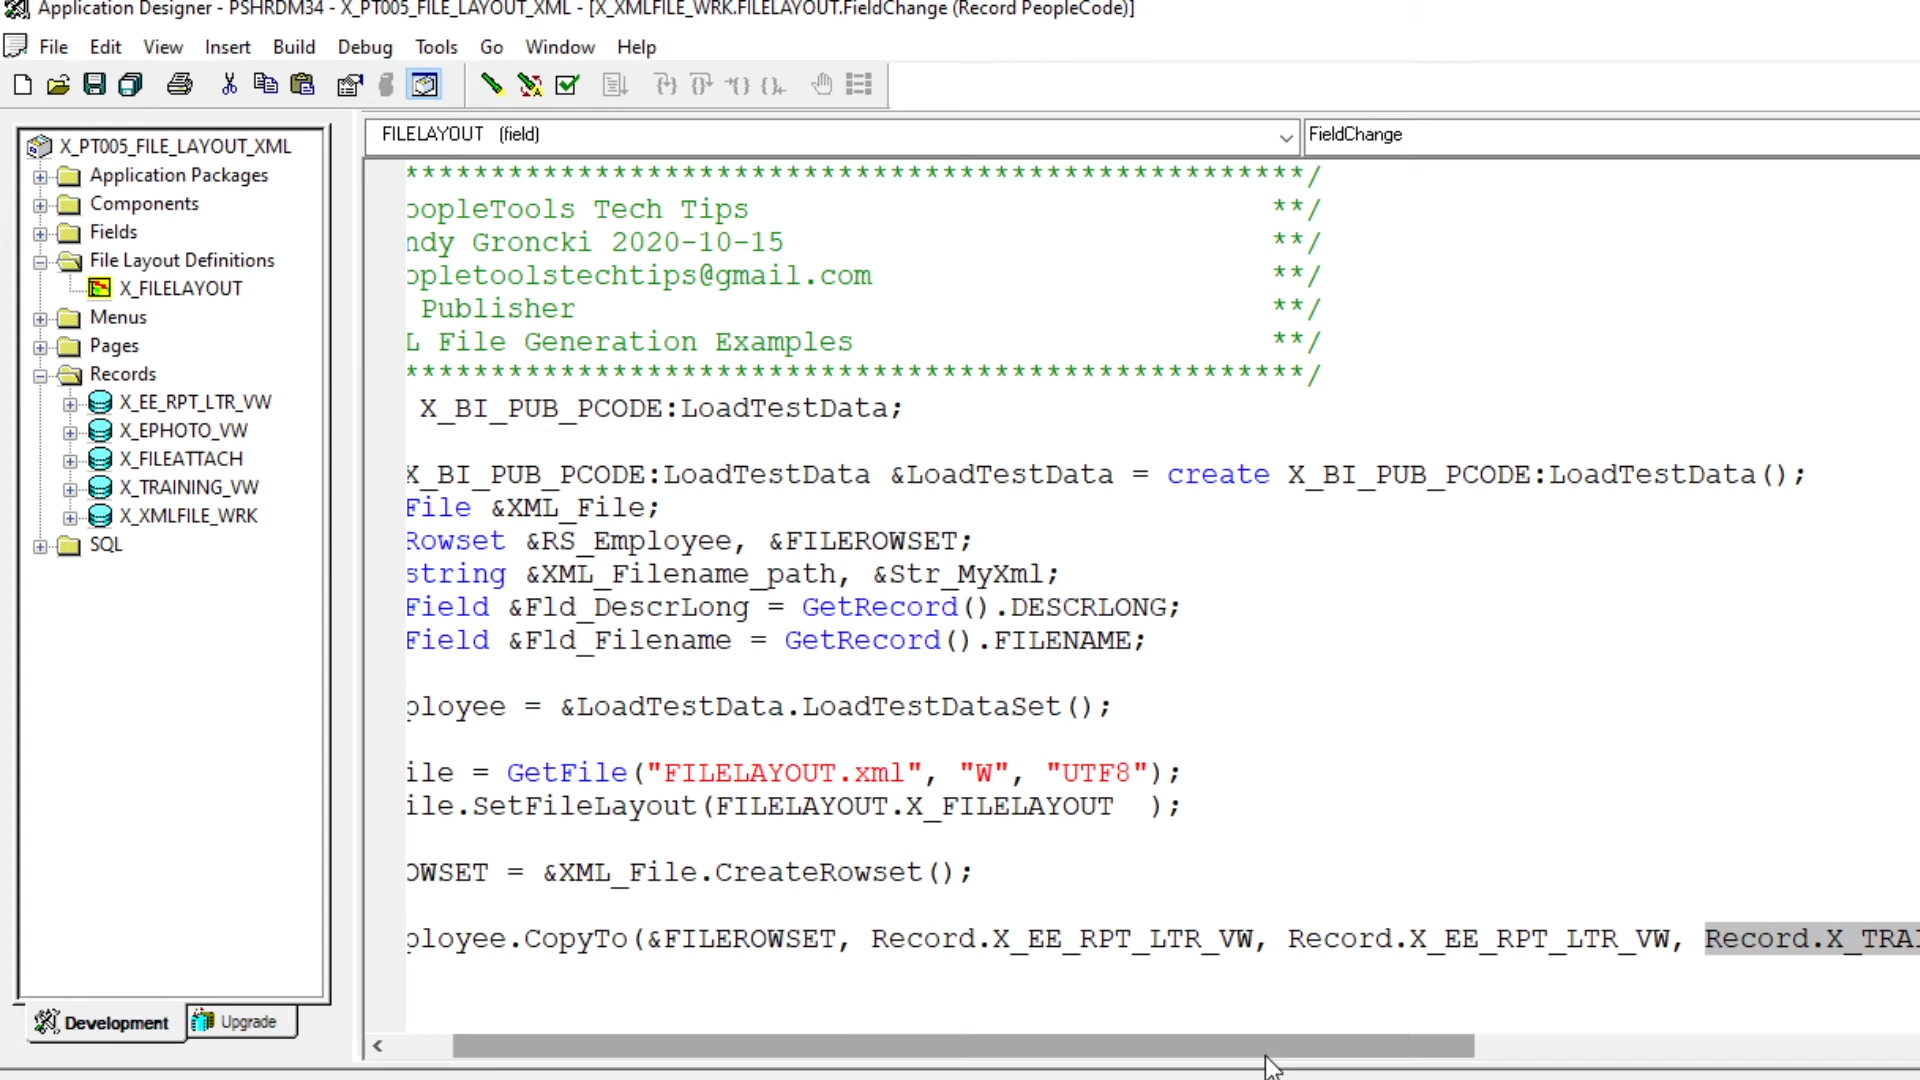 Application Designer - PSHRDM34 - X_PT005_FILE_LAYOUT_XML - [X_XMLFILE_WRK.FILELAYOUT.FieldChange (Record PeopleCode)]
File Edit View Insert Build Debug Tools Go Window Help
FILELAYOUT (field)
FieldChange
X_PT005_FILE_LAYOUT_XML
Application Packages
Components
Fields
File Layout Definitions
X_FILELAYOUT
Menus
Pages
Records
X_EE_RPT_LTR_VW
X_EPHOTO_VW
X_FILEATTACH
X_TRAINING_VW
X_XMLFILE_WRK
SQL
Development
Upgrade
****************************************************/
oopleTools Tech Tips **/
ndy Groncki 2020-10-15 **/
opletoolstechtips@gmail.com **/
Publisher **/
L File Generation Examples **/
****************************************************/
X_BI_PUB_PCODE:LoadTestData;
X_BI_PUB_PCODE:LoadTestData &LoadTestData = create X_BI_PUB_PCODE:LoadTestData();
File &XML_File;
Rowset &RS_Employee, &FILEROWSET;
string &XML_Filename_path, &Str_MyXml;
Field &Fld_DescrLong = GetRecord().DESCRLONG;
Field &Fld_Filename = GetRecord().FILENAME;
ployee = &LoadTestData.LoadTestDataSet();
ile = GetFile("FILELAYOUT.xml", "W", "UTF8");
ile.SetFileLayout(FILELAYOUT.X_FILELAYOUT );
OWSET = &XML_File.CreateRowset();
ployee.CopyTo(&FILEROWSET, Record.X_EE_RPT_LTR_VW, Record.X_EE_RPT_LTR_VW, Record.X_TRAI